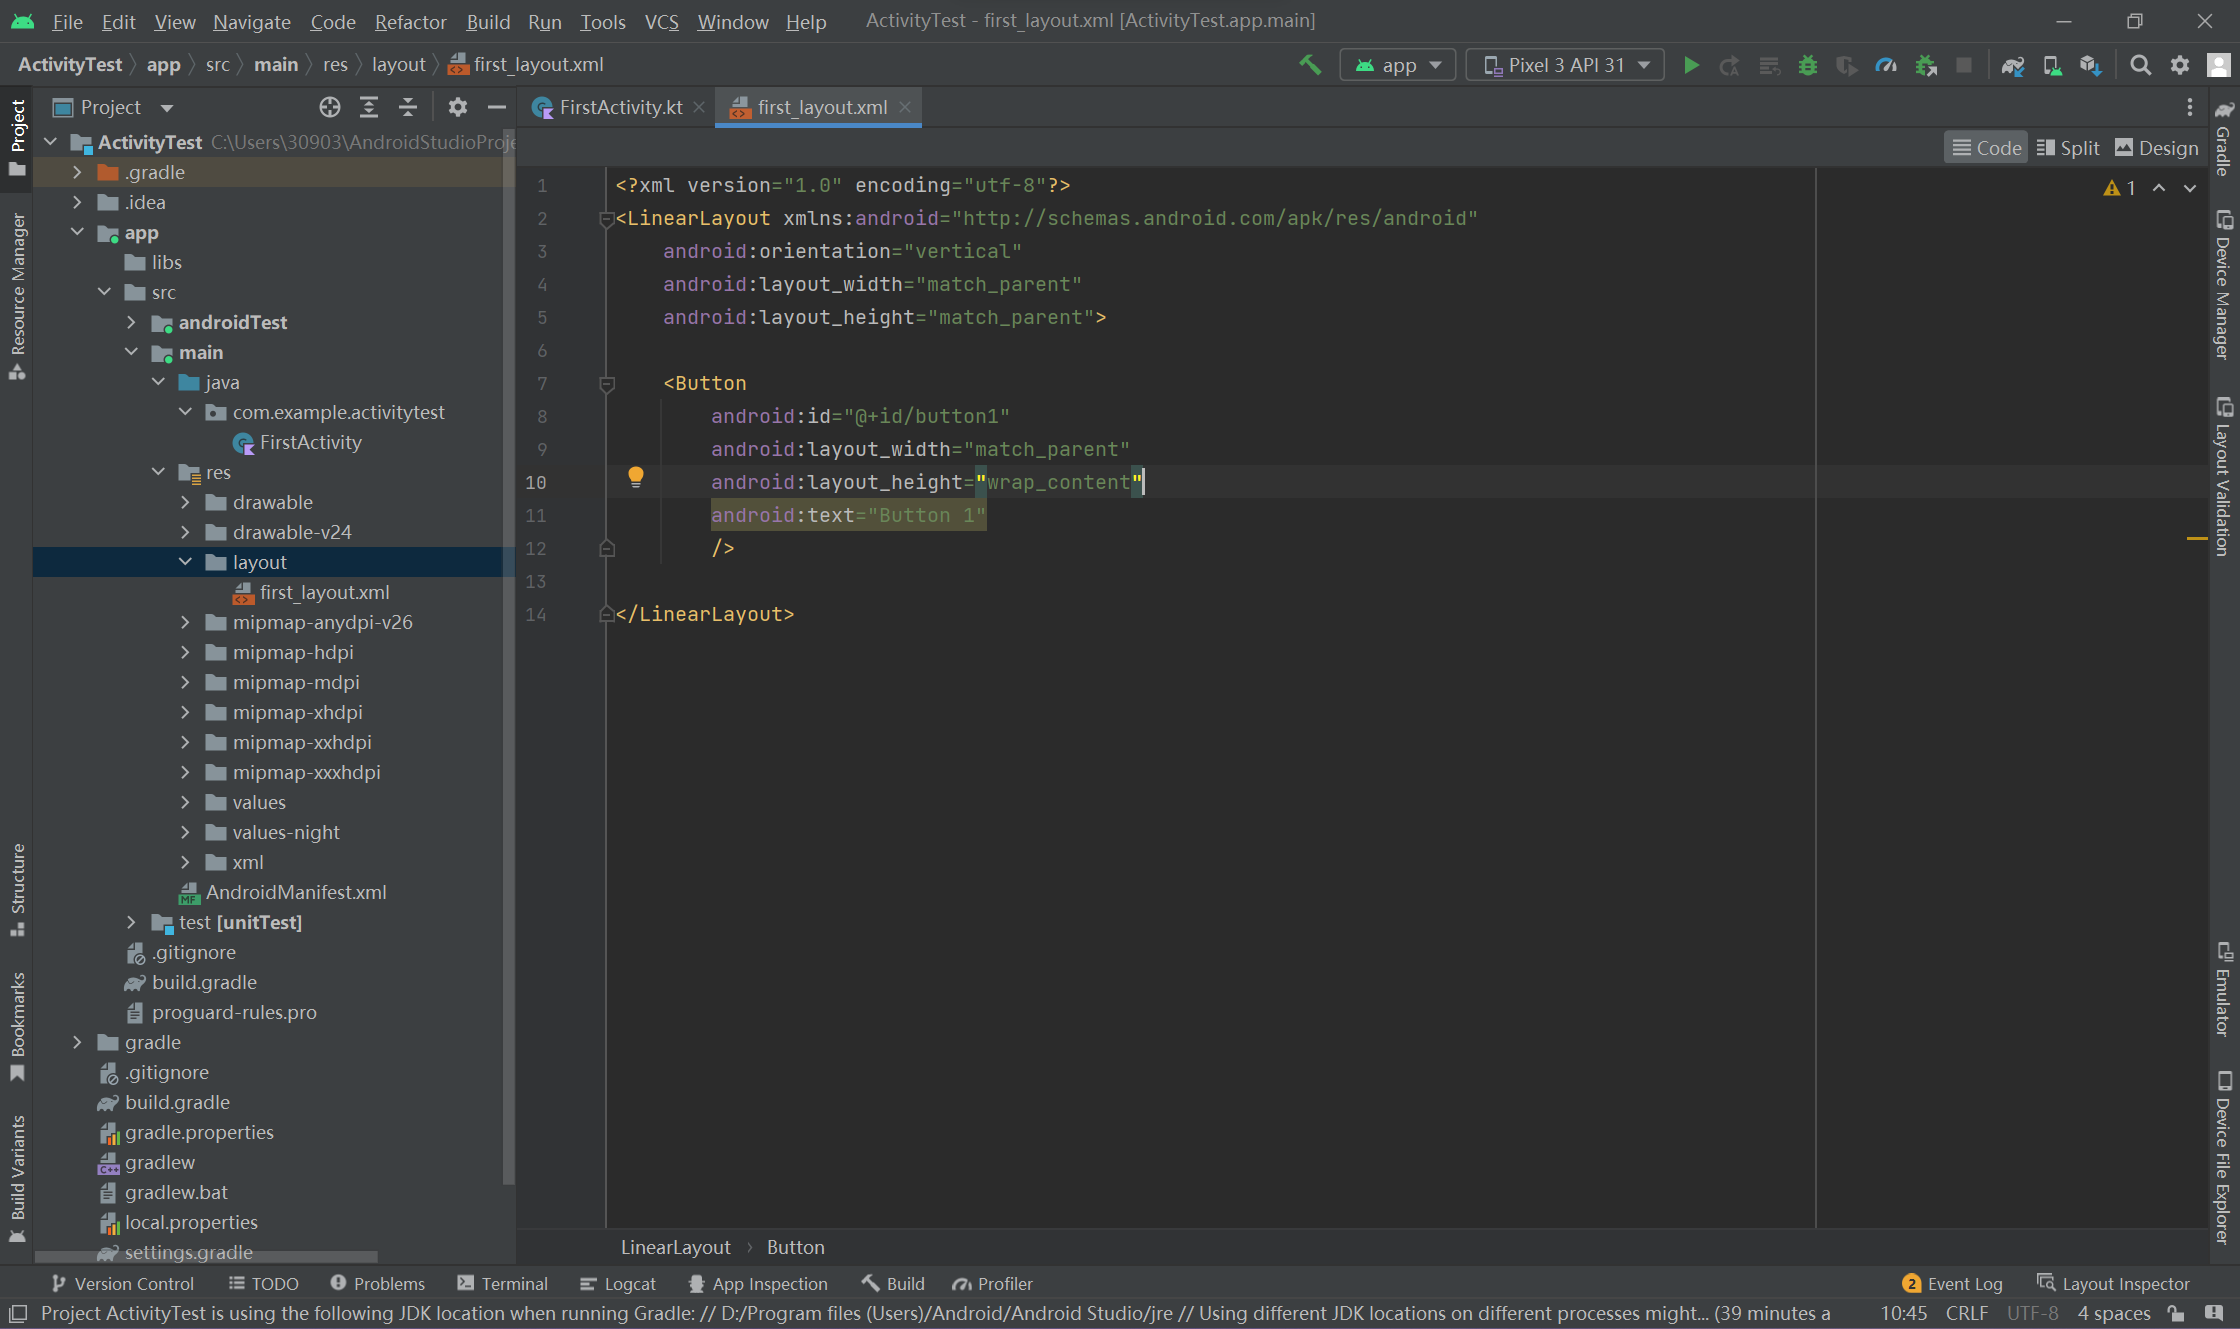 File Edit View Navigate Code Refactor Build Run Tools VCS Window Help ActivityTest - first_layout.xml [ActivityTest.app.main]
ActivityTest app src main res layout first_layout.xml app Pixel 3 API 31
Project
FirstActivity.kt first_layout.xml
Code Split Design
Project
Resource Manager
Structure
Bookmarks
Build Variants
ActivityTest C:\Users\30903\AndroidStudioProje
.gradle
.idea
app
libs
src
androidTest
main
java
com.example.activitytest
FirstActivity
res
drawable
drawable-v24
layout
first_layout.xml
mipmap-anydpi-v26
mipmap-hdpi
mipmap-mdpi
mipmap-xhdpi
mipmap-xxhdpi
mipmap-xxxhdpi
values
values-night
xml
AndroidManifest.xml
test [unitTest]
.gitignore
build.gradle
proguard-rules.pro
gradle
.gitignore
build.gradle
gradle.properties
gradlew
gradlew.bat
local.properties
settings.gradle
1 <?xml version="1.0" encoding="utf-8"?>
2 <LinearLayout xmlns:android="http://schemas.android.com/apk/res/android"
3 android:orientation="vertical"
4 android:layout_width="match_parent"
5 android:layout_height="match_parent">
6
7 <Button
8 android:id="@+id/button1"
9 android:layout_width="match_parent"
10 android:layout_height="wrap_content"
11 android:text="Button 1"
12 />
13
14 </LinearLayout>
1
LinearLayout Button
Gradle
Device Manager
Layout Validation
Emulator
Device File Explorer
Version Control TODO Problems Terminal Logcat App Inspection Build Profiler 2 Event Log Layout Inspector
Project ActivityTest is using the following JDK location when running Gradle: // D:/Program files (Users)/Android/Android Studio/jre // Using different JDK locations on different processes might... (39 minutes a 10:45 CRLF UTF-8 4 spaces